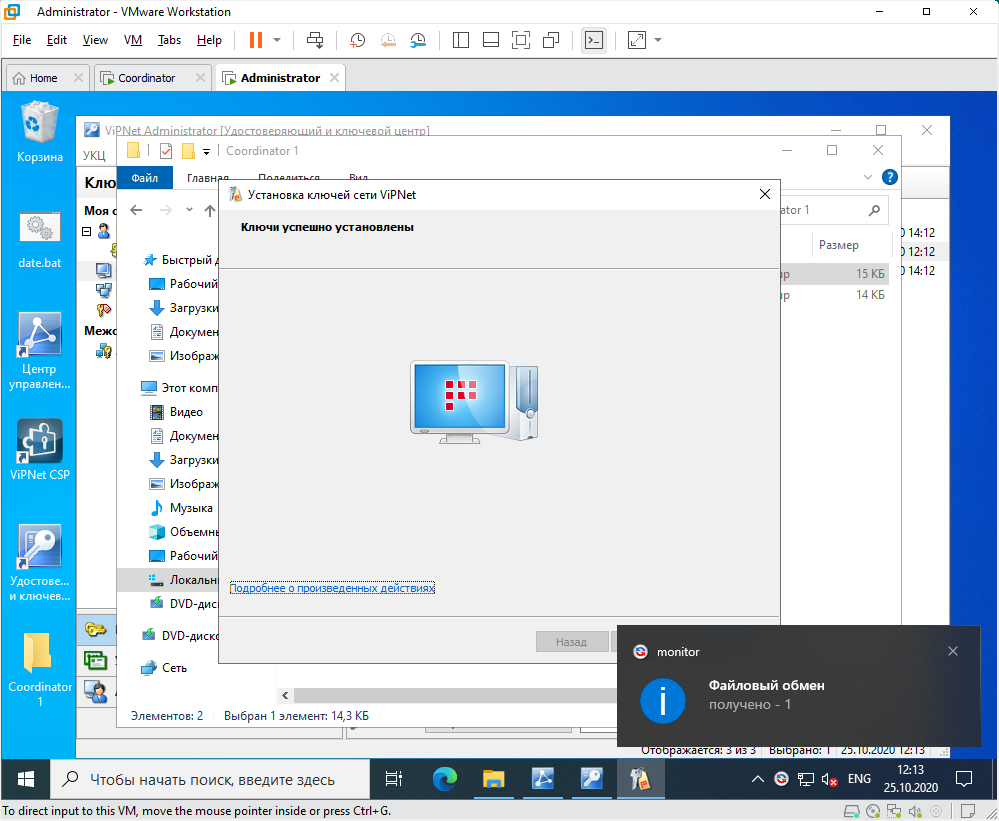 Administrator - VMware Workstation
File Edit View VM Tabs Help
Home Coordinator Administrator
Корзина
date.bat
Центр
управлен...
ViPNet CSP
Удостове...
и ключев...
Coordinator
1
ViPNet Administrator [Удостоверяющий и ключевой центр]
УКЦ
Клю
Моя с
Межс
14:12
12:12
14:12
Coordinator 1
Файл Главная Поделиться Вид
ator 1
Размер
ip 15 КБ
ip 14 КБ
Быстрый д
Рабочий
Загрузки
Докумен
Изображ
Этот комп
Видео
Докумен
Загрузки
Изображ
Музыка
Объемны
Рабочий
Локальн
DVD-дис
DVD-диско
Сеть
Элементов: 2 Выбран 1 элемент: 14,3 КБ
Установка ключей сети ViPNet
Ключи успешно установлены
Подробнее о произведенных действиях
Назад
monitor
Файловый обмен
получено - 1
Отображается: 3 из 3 Выбрано: 1 25.10.2020 12:13
Чтобы начать поиск, введите здесь
ENG
12:13
25.10.2020
To direct input to this VM, move the mouse pointer inside or press Ctrl+G.